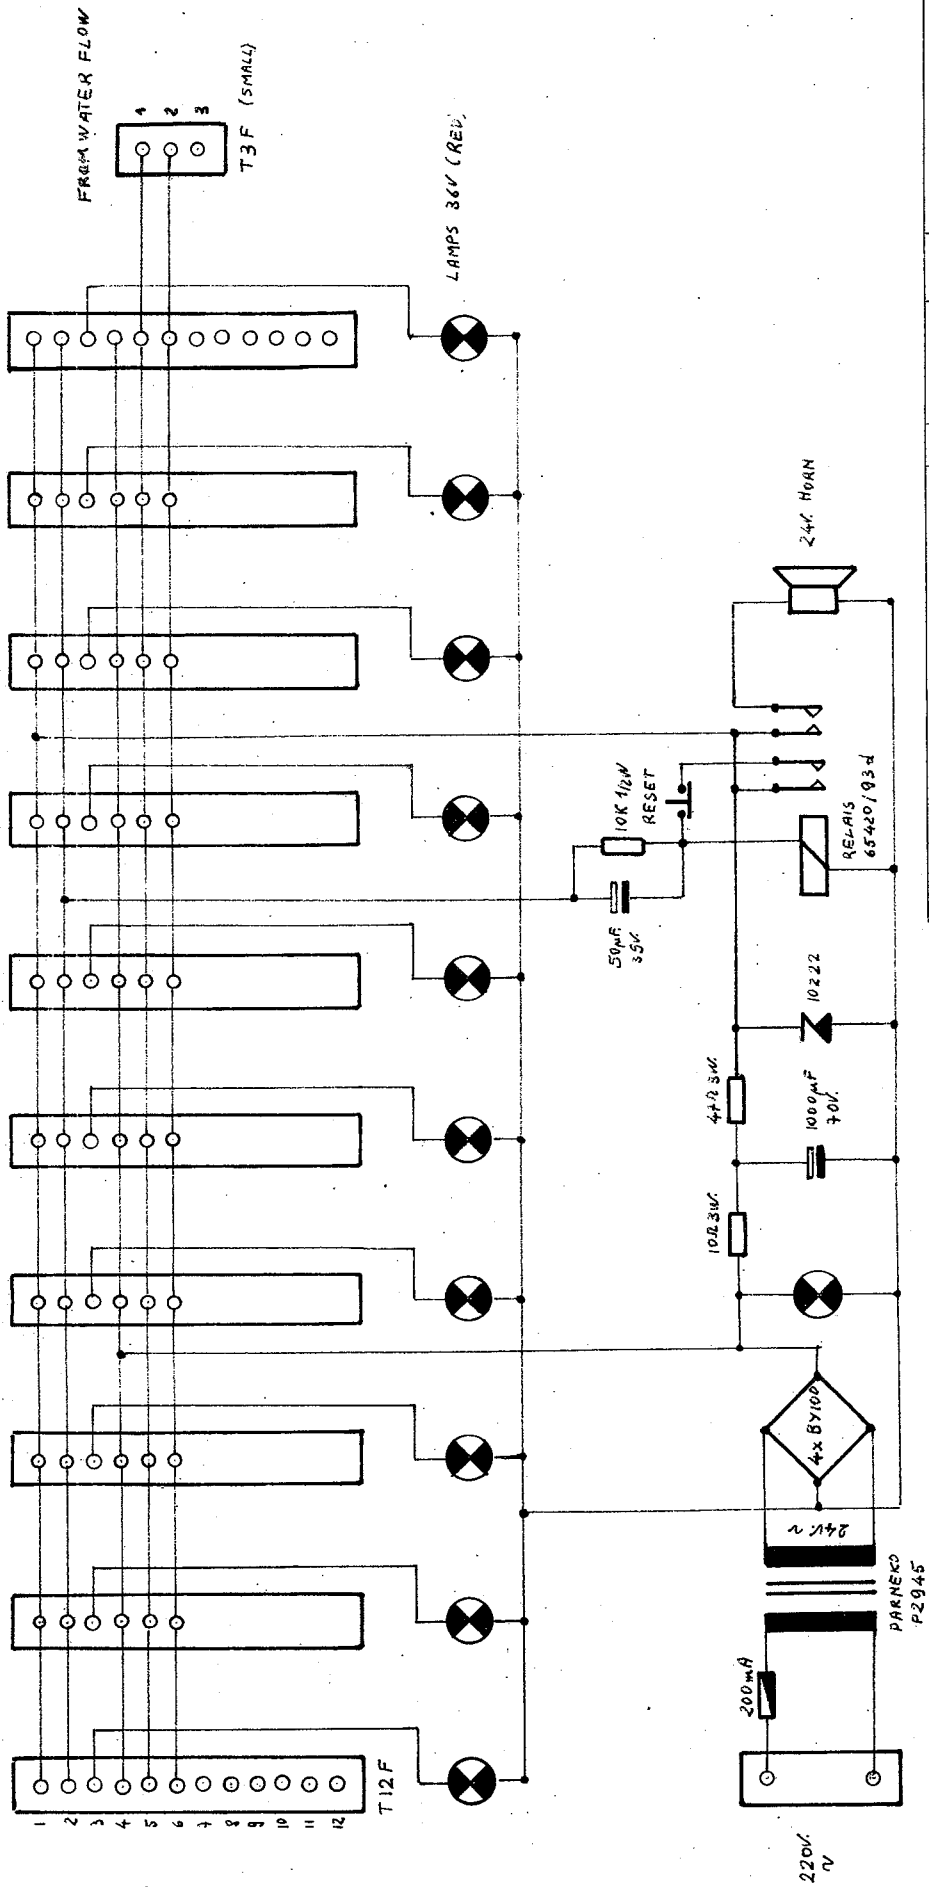 FROM WATER FLOW
1
2
3
T3F (SMALL)
LAMPS 36V (RED)
1
2
3
4
5
6
7
8
9
10
11
12
T12F
220V.
~
200mA
PARNEKO
P2945
24V. ~
4x BY100
10Ω 3W.
47Ω 3W.
1000µF
70V.
10222
50µF.
35V.
10K 1/2W
RESET
RELAIS
65420/93d
24V. HORN